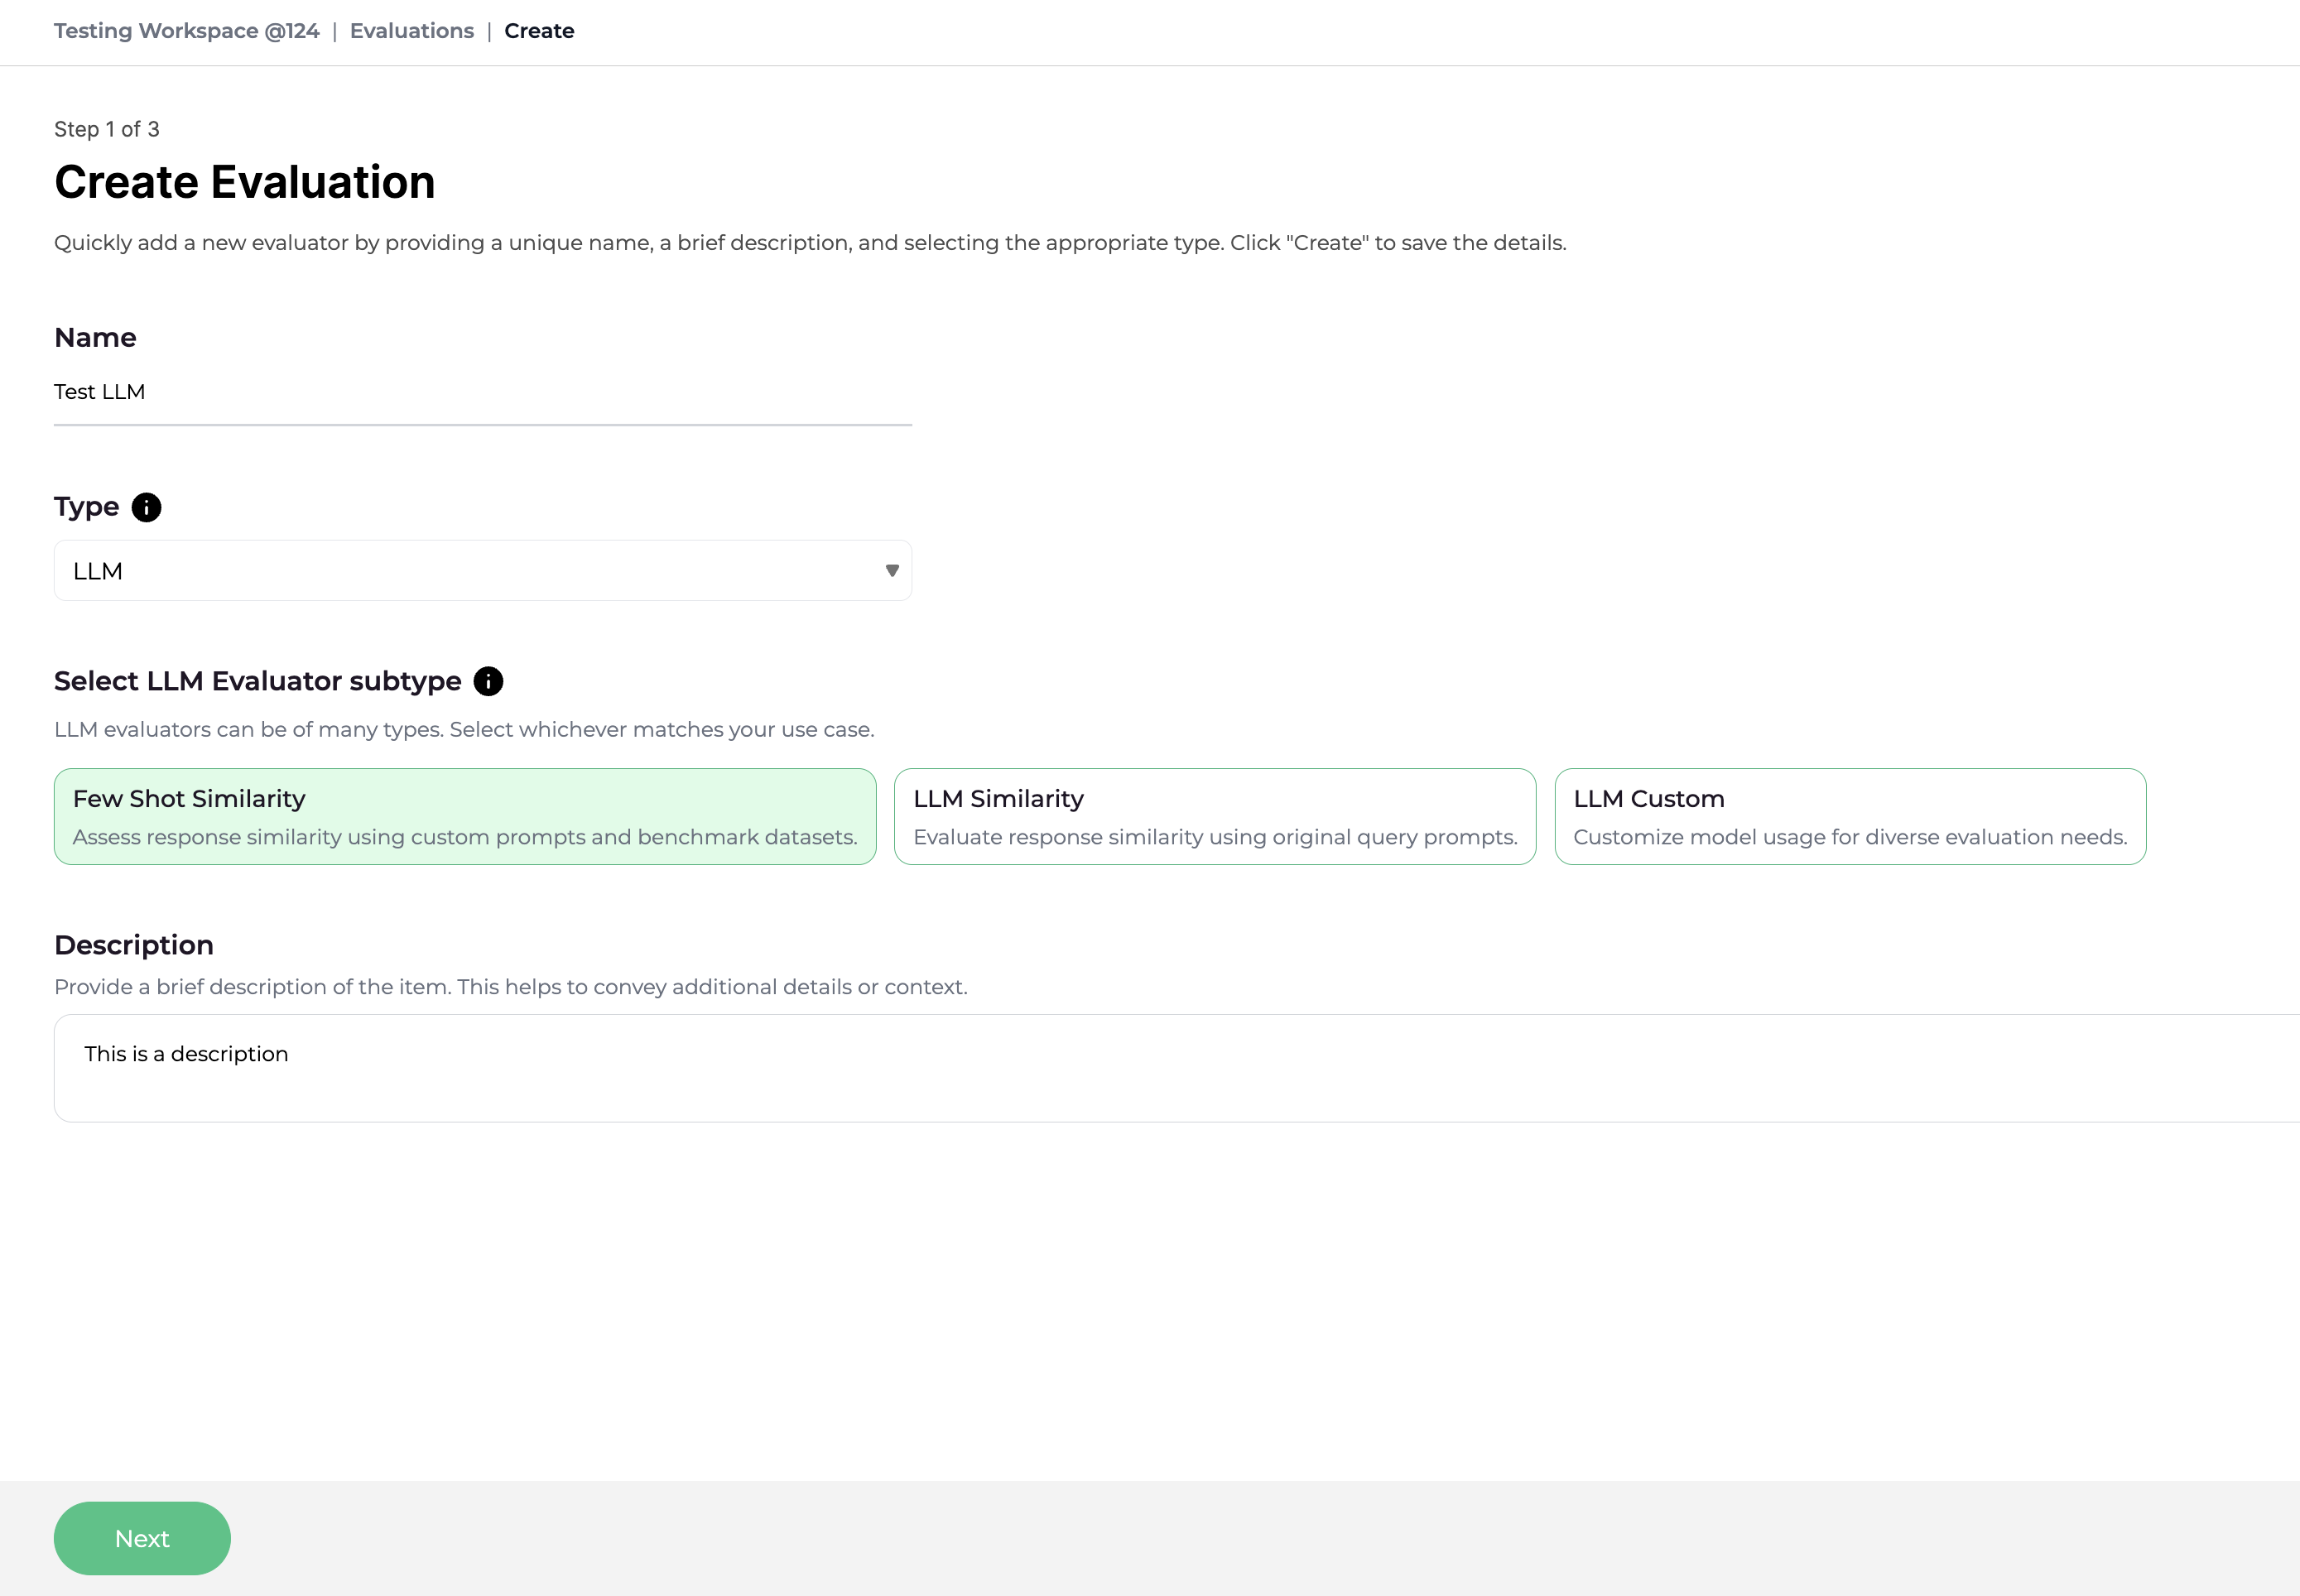 Testing Workspace @124 | Evaluations | Create
Step 1 of 3
Create Evaluation
Quickly add a new evaluator by providing a unique name, a brief description, and selecting the appropriate type. Click "Create" to save the details.
Name
Test LLM
Type
LLM
Select LLM Evaluator subtype
LLM evaluators can be of many types. Select whichever matches your use case.
Few Shot Similarity
Assess response similarity using custom prompts and benchmark datasets.
LLM Similarity
Evaluate response similarity using original query prompts.
LLM Custom
Customize model usage for diverse evaluation needs.
Description
Provide a brief description of the item. This helps to convey additional details or context.
This is a description
Next